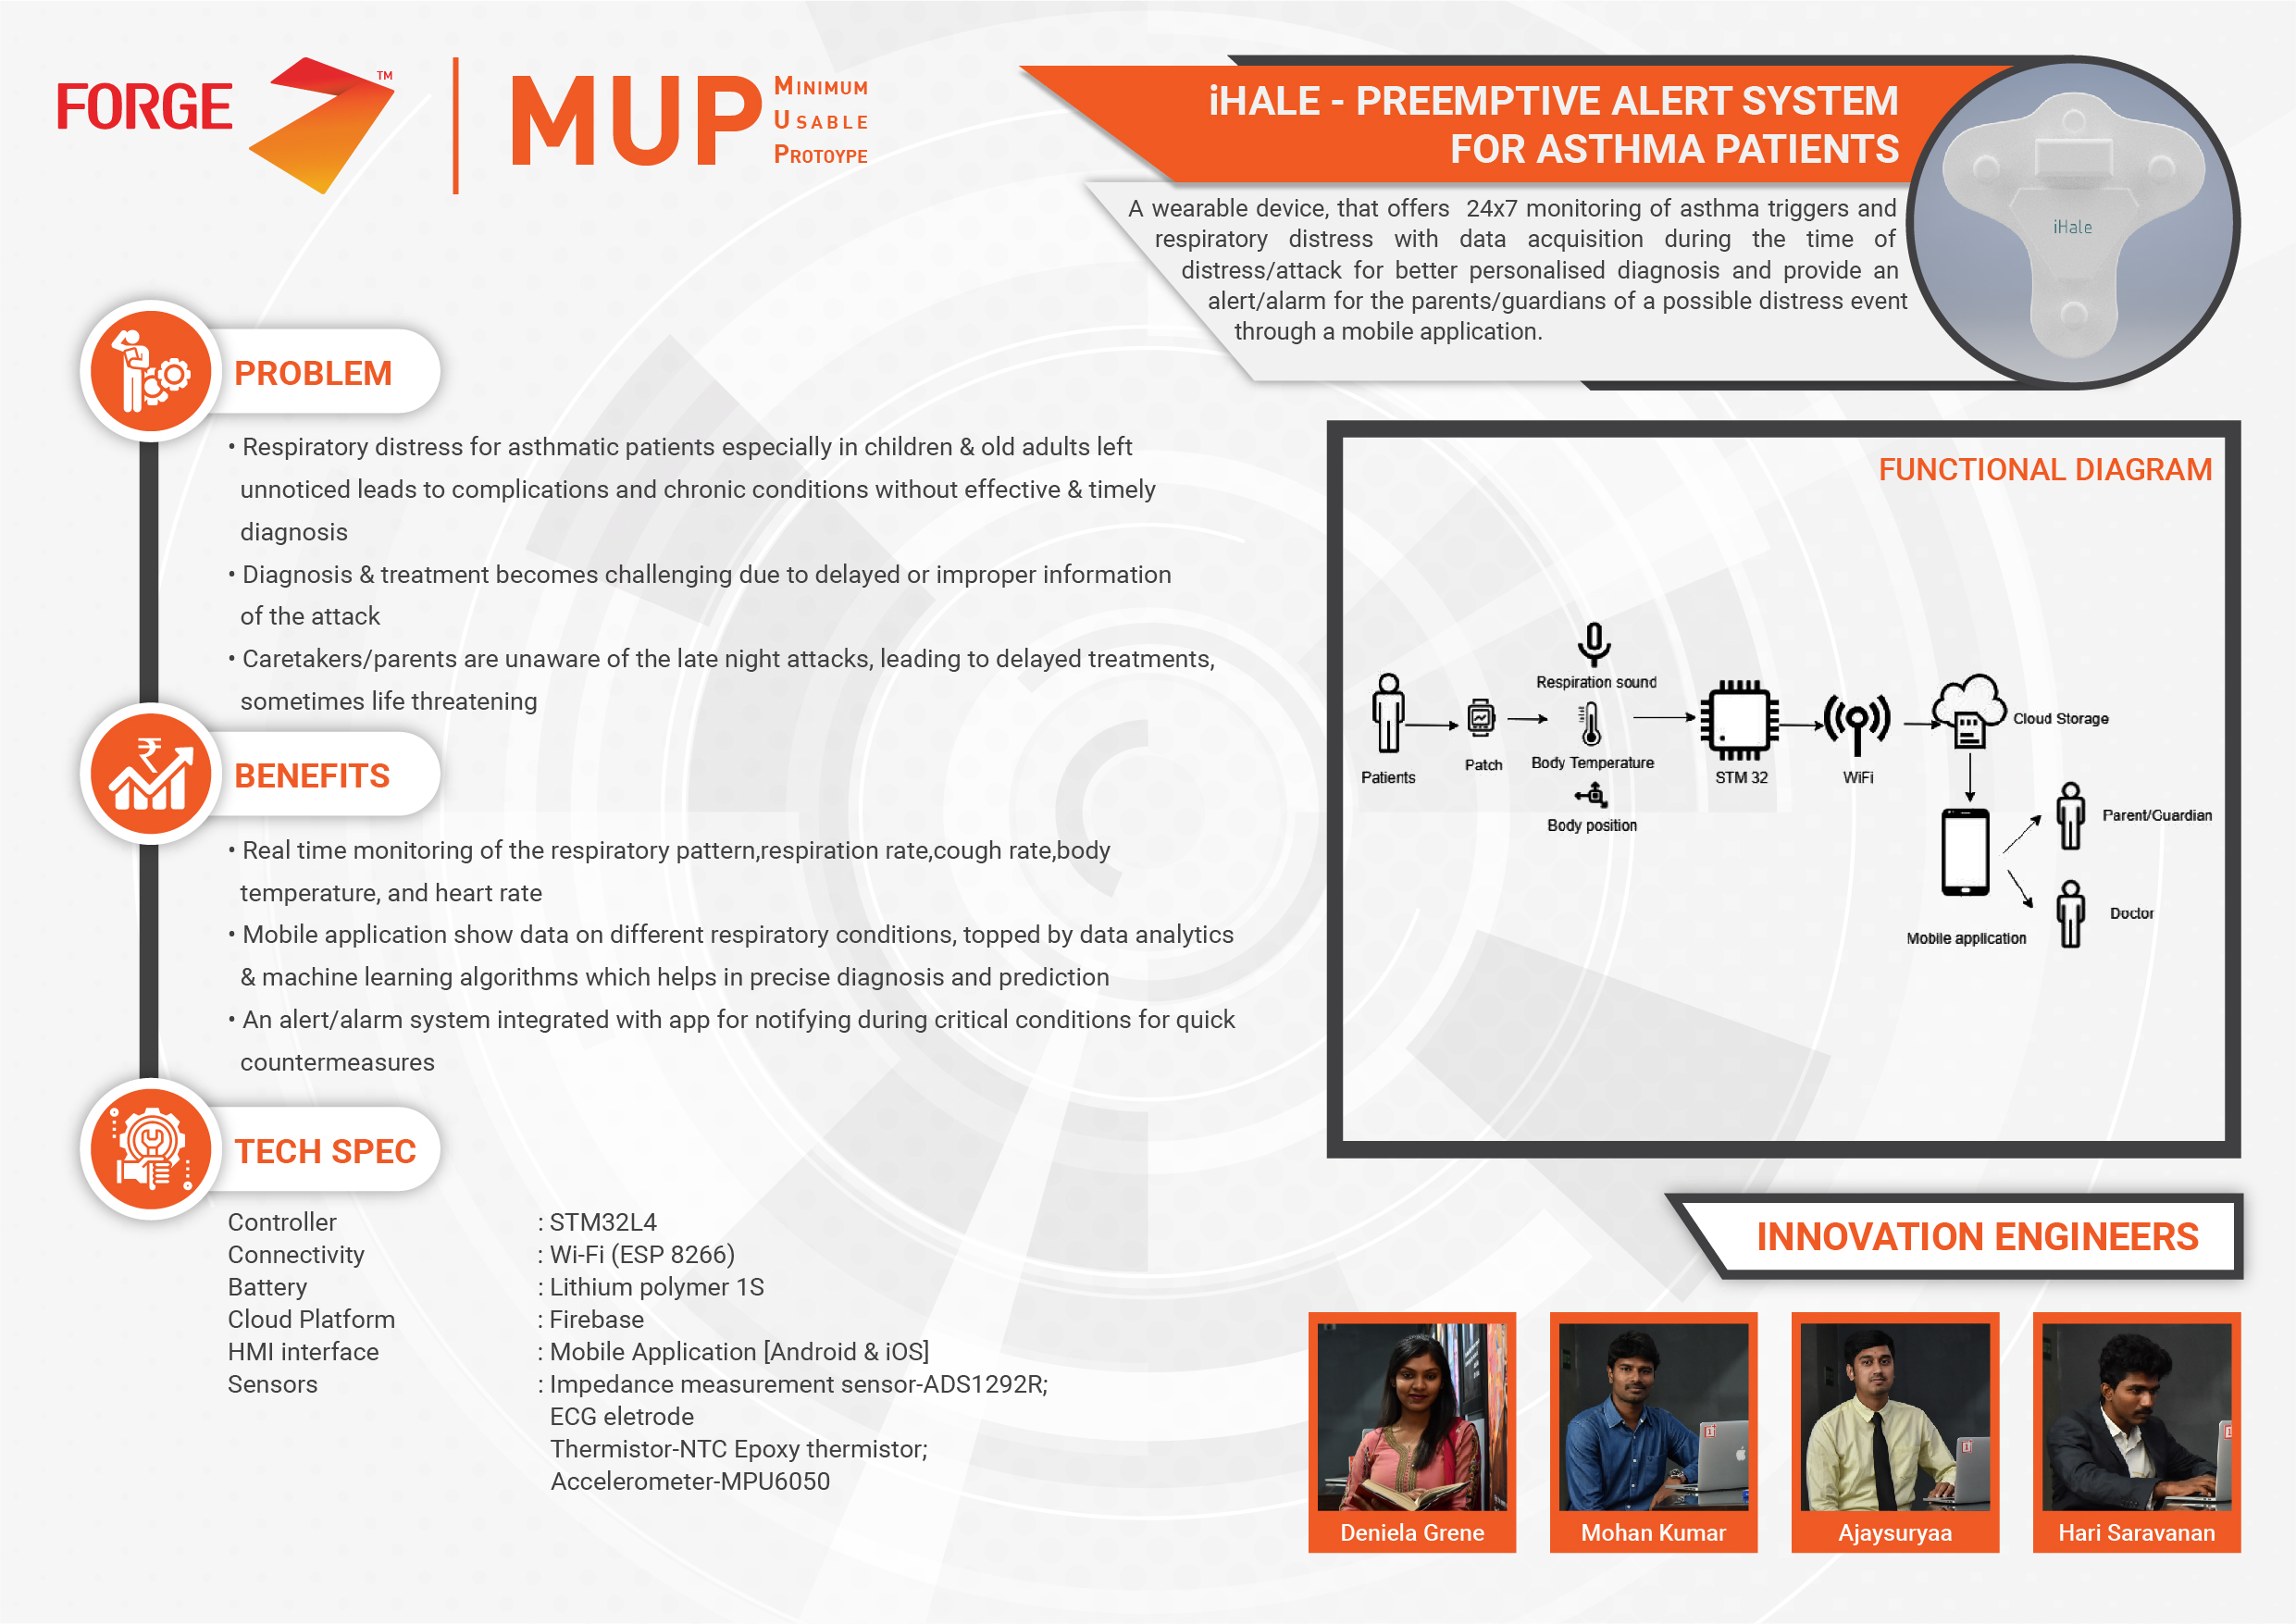 FORGE
TM
MUP
MINIMUM
USABLE
PROTOYPE
iHALE - PREEMPTIVE ALERT SYSTEM
FOR ASTHMA PATIENTS
A wearable device, that offers 24x7 monitoring of asthma triggers and
respiratory distress with data acquisition during the time of
distress/attack for better personalised diagnosis and provide an
alert/alarm for the parents/guardians of a possible distress event
through a mobile application.
iHale
PROBLEM
• Respiratory distress for asthmatic patients especially in children & old adults left
unnoticed leads to complications and chronic conditions without effective & timely
diagnosis
• Diagnosis & treatment becomes challenging due to delayed or improper information
of the attack
• Caretakers/parents are unaware of the late night attacks, leading to delayed treatments,
sometimes life threatening
BENEFITS
• Real time monitoring of the respiratory pattern,respiration rate,cough rate,body
temperature, and heart rate
• Mobile application show data on different respiratory conditions, topped by data analytics
& machine learning algorithms which helps in precise diagnosis and prediction
• An alert/alarm system integrated with app for notifying during critical conditions for quick
countermeasures
TECH SPEC
Controller : STM32L4
Connectivity : Wi-Fi (ESP 8266)
Battery : Lithium polymer 1S
Cloud Platform : Firebase
HMI interface : Mobile Application [Android & iOS]
Sensors : Impedance measurement sensor-ADS1292R;
ECG eletrode
Thermistor-NTC Epoxy thermistor;
Accelerometer-MPU6050
FUNCTIONAL DIAGRAM
Patients
Patch
Respiration sound
Body Temperature
Body position
STM 32
WiFi
Cloud Storage
Mobile application
Parent/Guardian
Doctor
INNOVATION ENGINEERS
Deniela Grene
Mohan Kumar
Ajaysuryaa
Hari Saravanan